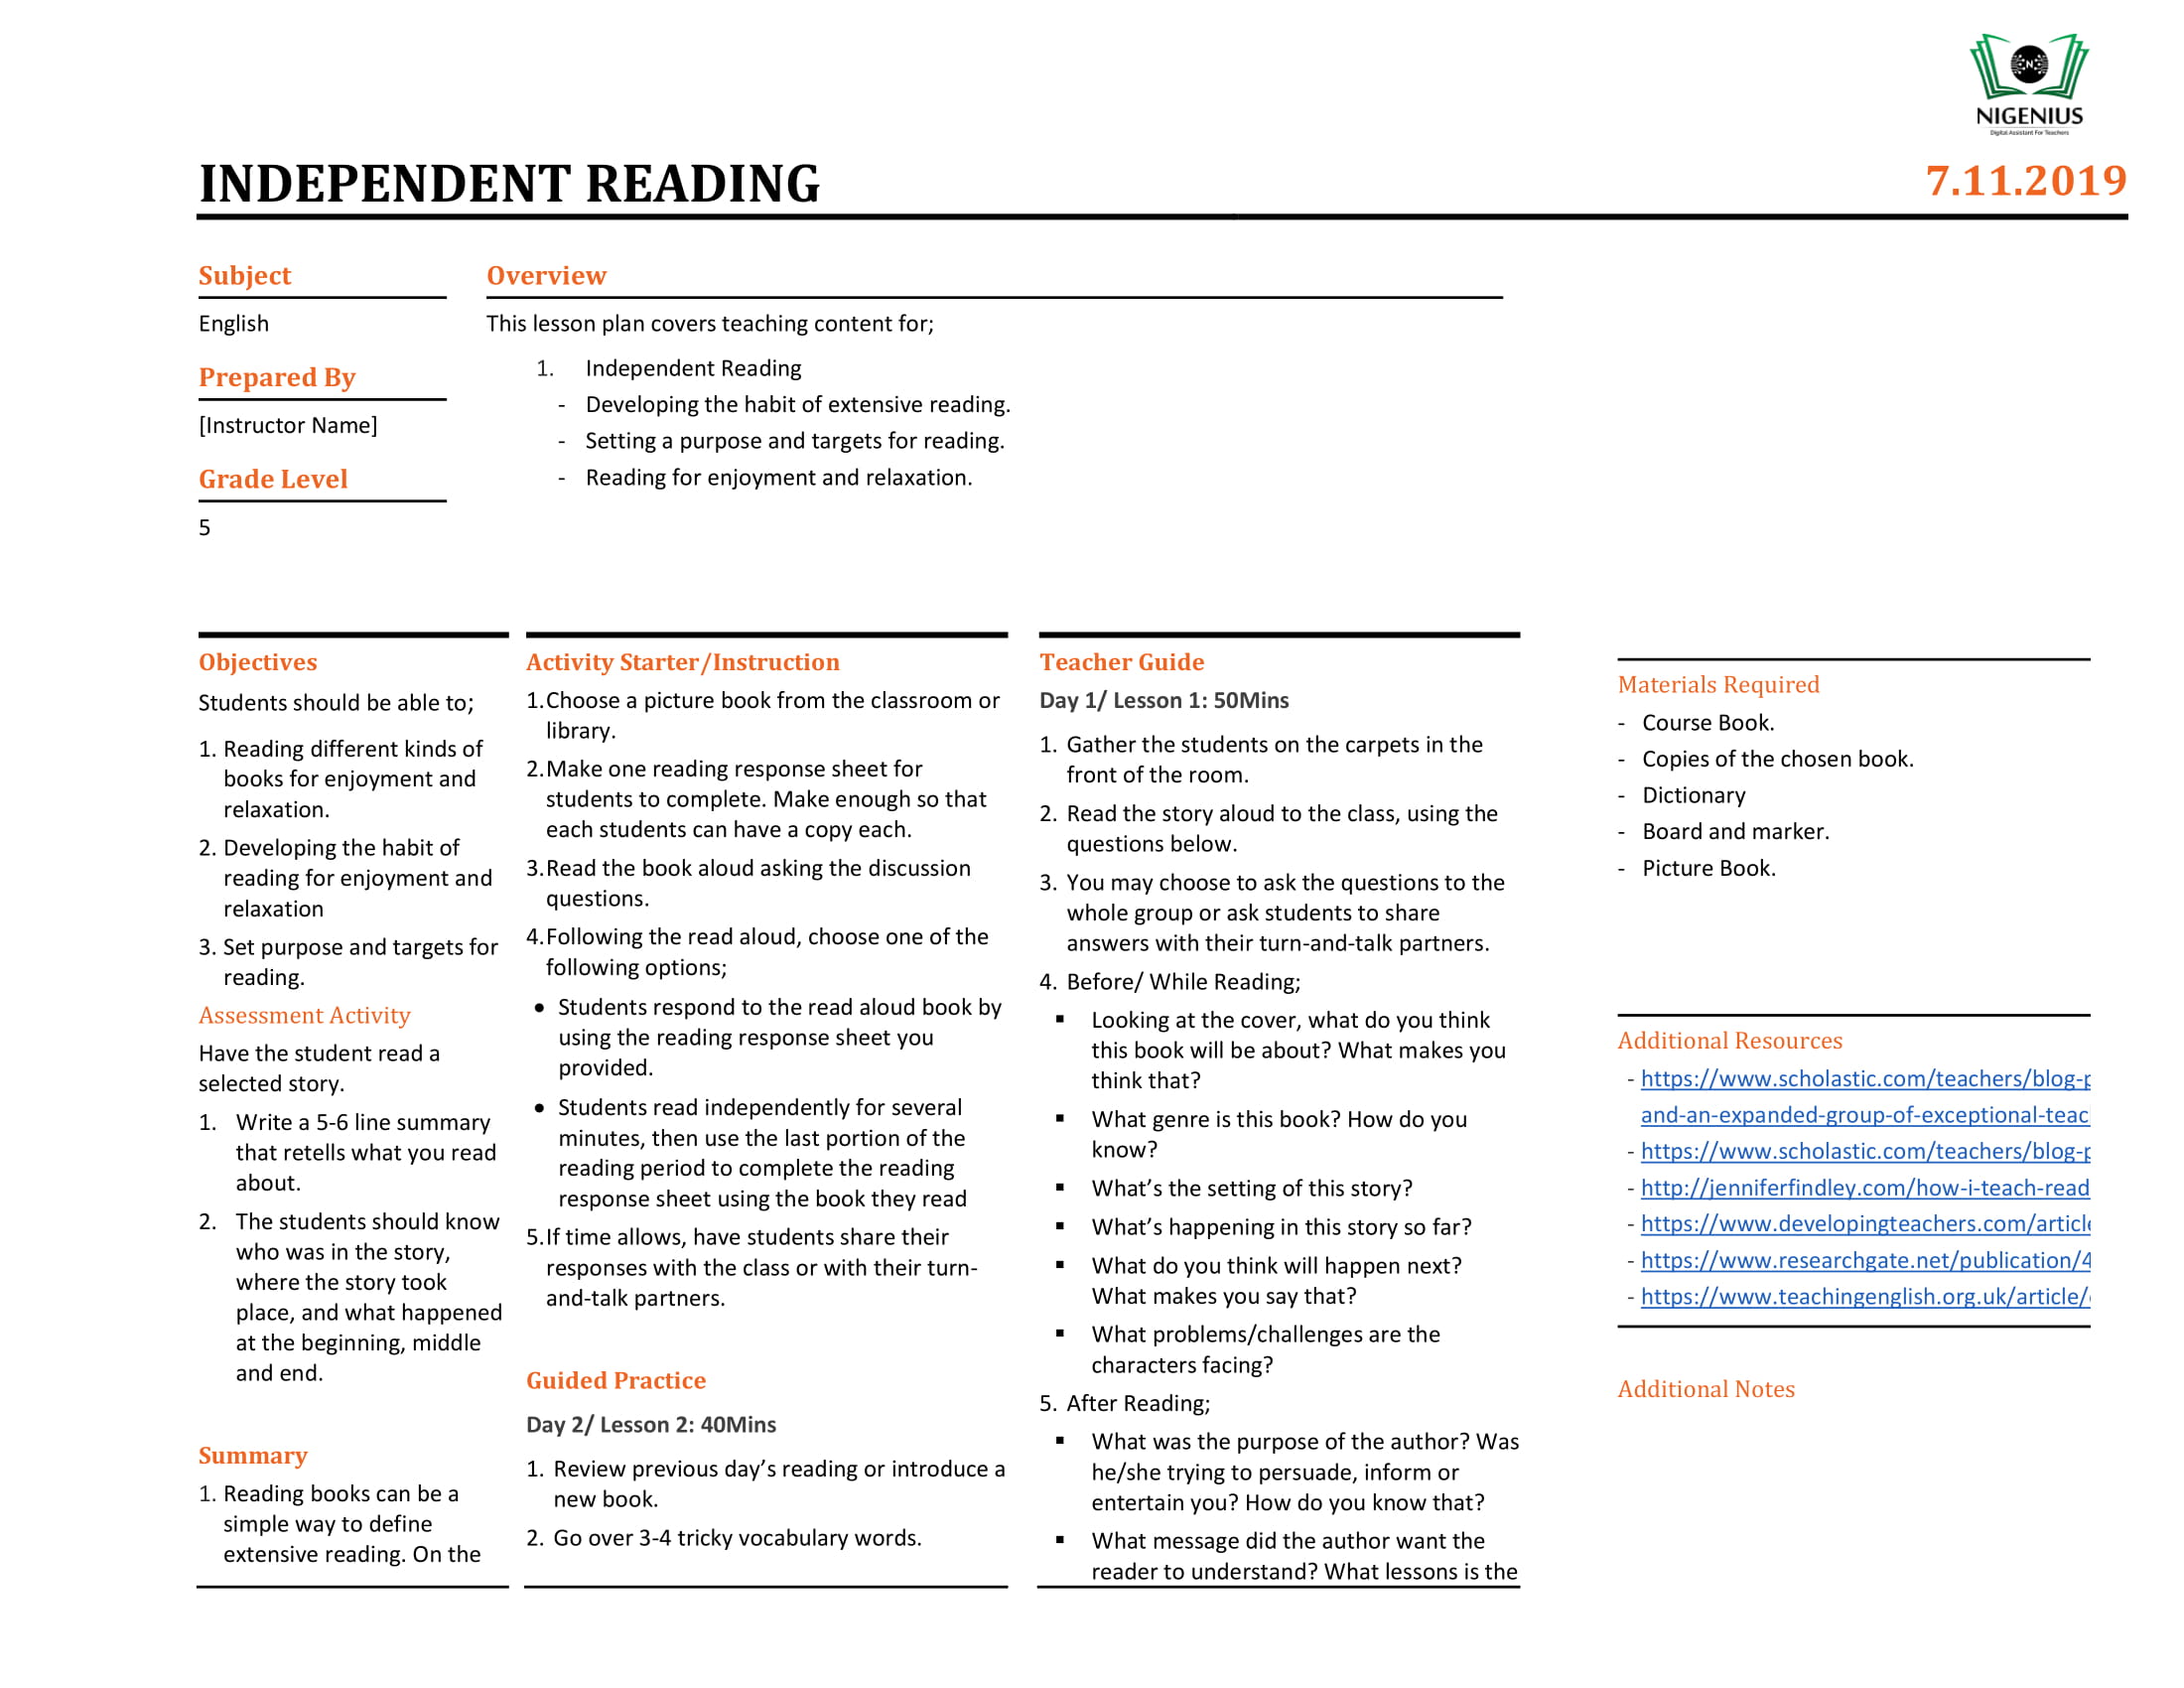 NIGENIUS
Digital Assistant For Teachers
INDEPENDENT READING
7.11.2019
Subject
English
Prepared By
[Instructor Name]
Grade Level
5
Overview
This lesson plan covers teaching content for;
1. Independent Reading
- Developing the habit of extensive reading.
- Setting a purpose and targets for reading.
- Reading for enjoyment and relaxation.
Objectives
Students should be able to;
1. Reading different kinds of
books for enjoyment and
relaxation.
2. Developing the habit of
reading for enjoyment and
relaxation
3. Set purpose and targets for
reading.
Assessment Activity
Have the student read a
selected story.
1. Write a 5-6 line summary
that retells what you read
about.
2. The students should know
who was in the story,
where the story took
place, and what happened
at the beginning, middle
and end.
Summary
1. Reading books can be a
simple way to define
extensive reading. On the
Activity Starter/Instruction
1.Choose a picture book from the classroom or
library.
2.Make one reading response sheet for
students to complete. Make enough so that
each students can have a copy each.
3.Read the book aloud asking the discussion
questions.
4.Following the read aloud, choose one of the
following options;
• Students respond to the read aloud book by
using the reading response sheet you
provided.
• Students read independently for several
minutes, then use the last portion of the
reading period to complete the reading
response sheet using the book they read
5.If time allows, have students share their
responses with the class or with their turn-
and-talk partners.
Guided Practice
Day 2/ Lesson 2: 40Mins
1. Review previous day’s reading or introduce a
new book.
2. Go over 3-4 tricky vocabulary words.
Teacher Guide
Day 1/ Lesson 1: 50Mins
1. Gather the students on the carpets in the
front of the room.
2. Read the story aloud to the class, using the
questions below.
3. You may choose to ask the questions to the
whole group or ask students to share
answers with their turn-and-talk partners.
4. Before/ While Reading;
▪ Looking at the cover, what do you think
this book will be about? What makes you
think that?
▪ What genre is this book? How do you
know?
▪ What’s the setting of this story?
▪ What’s happening in this story so far?
▪ What do you think will happen next?
What makes you say that?
▪ What problems/challenges are the
characters facing?
5. After Reading;
▪ What was the purpose of the author? Was
he/she trying to persuade, inform or
entertain you? How do you know that?
▪ What message did the author want the
reader to understand? What lessons is the
Materials Required
- Course Book.
- Copies of the chosen book.
- Dictionary
- Board and marker.
- Picture Book.
Additional Resources
- https://www.scholastic.com/teachers/blog-p
and-an-expanded-group-of-exceptional-teac
- https://www.scholastic.com/teachers/blog-p
- http://jenniferfindley.com/how-i-teach-read
- https://www.developingteachers.com/article
- https://www.researchgate.net/publication/4
- https://www.teachingenglish.org.uk/article/
Additional Notes